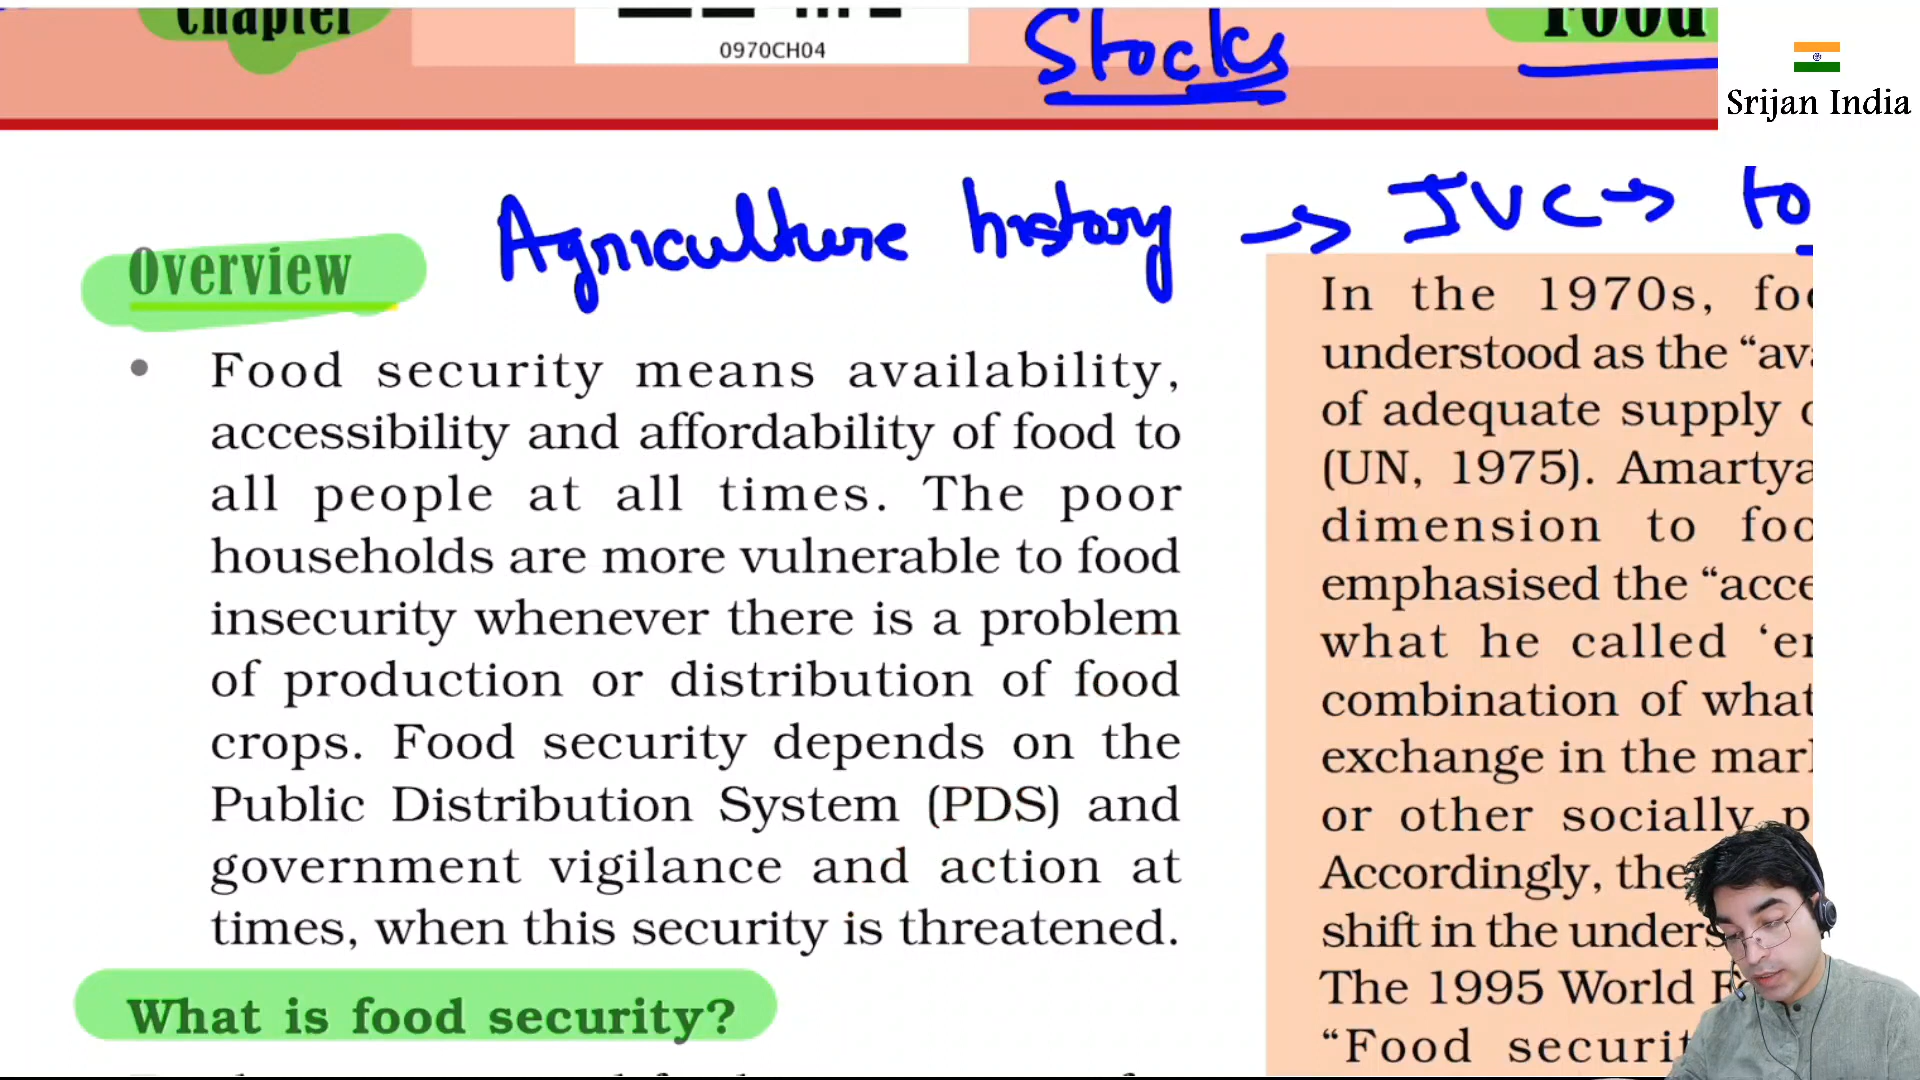 Chapter
0970CH04
Stocks
Food
Srijan India
Agriculture history → IVC → to
Overview
• Food security means availability,
accessibility and affordability of food to
all people at all times. The poor
households are more vulnerable to food
insecurity whenever there is a problem
of production or distribution of food
crops. Food security depends on the
Public Distribution System (PDS) and
government vigilance and action at
times, when this security is threatened.
What is food security?
In the 1970s,
understood as the
of adequate supply
(UN, 1975). Amartya
dimension to
emphasised the
what he called
combination of what
exchange in the
or other socially
Accordingly, the
shift in the
The 1995 World
“Food